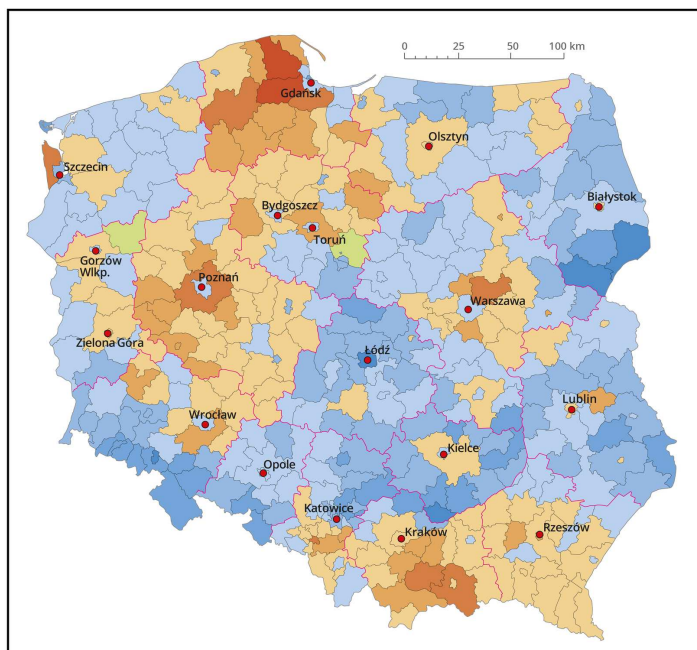 0 25 50 100 km
Gdańsk
Olsztyn
Szczecin
Białystok
Bydgoszcz
Toruń
Gorzów
Wlkp.
Poznań
Warszawa
Zielona Góra
Łódź
Lublin
Wrocław
Kielce
Opole
Katowice
Kraków
Rzeszów